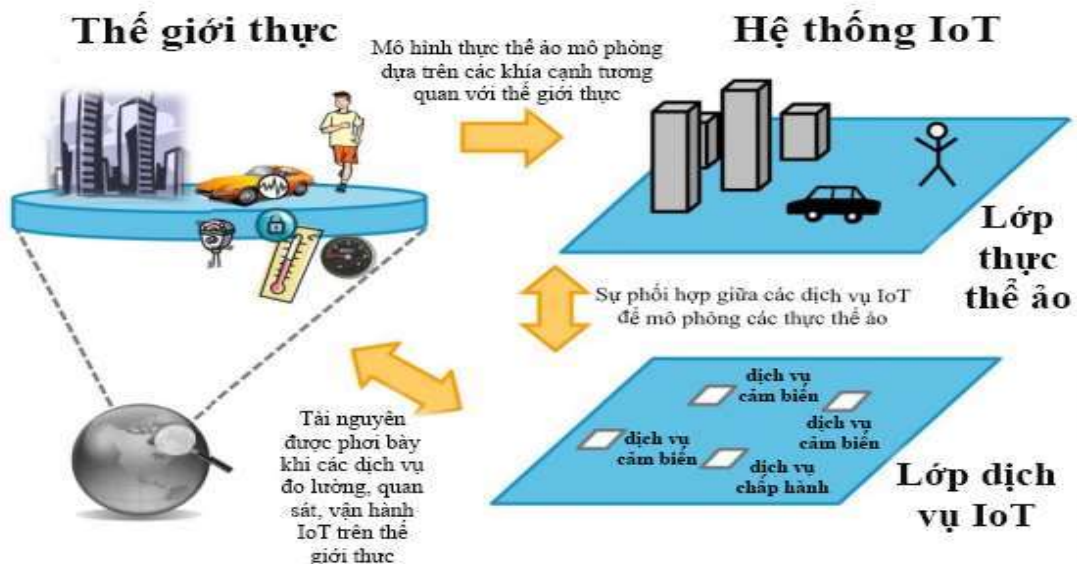 Thế giới thực
Mô hình thực thể ảo mô phỏng
dựa trên các khía cạnh tương
quan với thế giới thực
Hệ thống IoT
Lớp
thực
thể ảo
Sự phối hợp giữa các dịch vụ IoT
để mô phỏng các thực thể ảo
Tài nguyên
được phơi bày
khi các dịch vụ
đo lường, quan
sát, vận hành
IoT trên thế
giới thực
dịch vụ
cảm biến
dịch vụ
cảm biến
dịch vụ
cảm biến
dịch vụ
chấp hành
Lớp dịch
vụ IoT